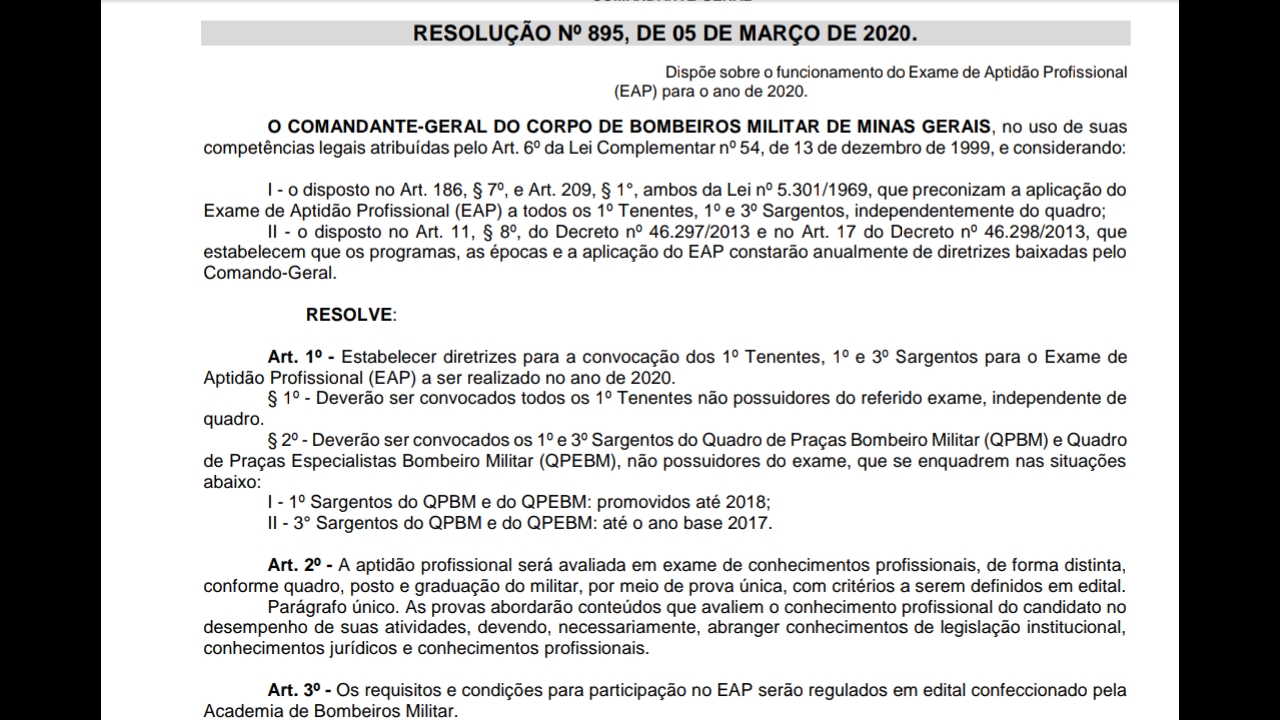 RESOLUÇÃO Nº 895, DE 05 DE MARÇO DE 2020.
Dispõe sobre o funcionamento do Exame de Aptidão Profissional
(EAP) para o ano de 2020.
O COMANDANTE-GERAL DO CORPO DE BOMBEIROS MILITAR DE MINAS GERAIS, no uso de suas
competências legais atribuídas pelo Art. 6º da Lei Complementar nº 54, de 13 de dezembro de 1999, e considerando:
I - o disposto no Art. 186, § 7º, e Art. 209, § 1°, ambos da Lei nº 5.301/1969, que preconizam a aplicação do
Exame de Aptidão Profissional (EAP) a todos os 1º Tenentes, 1º e 3º Sargentos, independentemente do quadro;
II - o disposto no Art. 11, § 8º, do Decreto nº 46.297/2013 e no Art. 17 do Decreto nº 46.298/2013, que
estabelecem que os programas, as épocas e a aplicação do EAP constarão anualmente de diretrizes baixadas pelo
Comando-Geral.
RESOLVE:
Art. 1º - Estabelecer diretrizes para a convocação dos 1º Tenentes, 1º e 3º Sargentos para o Exame de
Aptidão Profissional (EAP) a ser realizado no ano de 2020.
§ 1º - Deverão ser convocados todos os 1º Tenentes não possuidores do referido exame, independente de
quadro.
§ 2º - Deverão ser convocados os 1º e 3º Sargentos do Quadro de Praças Bombeiro Militar (QPBM) e Quadro
de Praças Especialistas Bombeiro Militar (QPEBM), não possuidores do exame, que se enquadrem nas situações
abaixo:
I - 1º Sargentos do QPBM e do QPEBM: promovidos até 2018;
II - 3° Sargentos do QPBM e do QPEBM: até o ano base 2017.
Art. 2º - A aptidão profissional será avaliada em exame de conhecimentos profissionais, de forma distinta,
conforme quadro, posto e graduação do militar, por meio de prova única, com critérios a serem definidos em edital.
Parágrafo único. As provas abordarão conteúdos que avaliem o conhecimento profissional do candidato no
desempenho de suas atividades, devendo, necessariamente, abranger conhecimentos de legislação institucional,
conhecimentos jurídicos e conhecimentos profissionais.
Art. 3º - Os requisitos e condições para participação no EAP serão regulados em edital confeccionado pela
Academia de Bombeiros Militar.